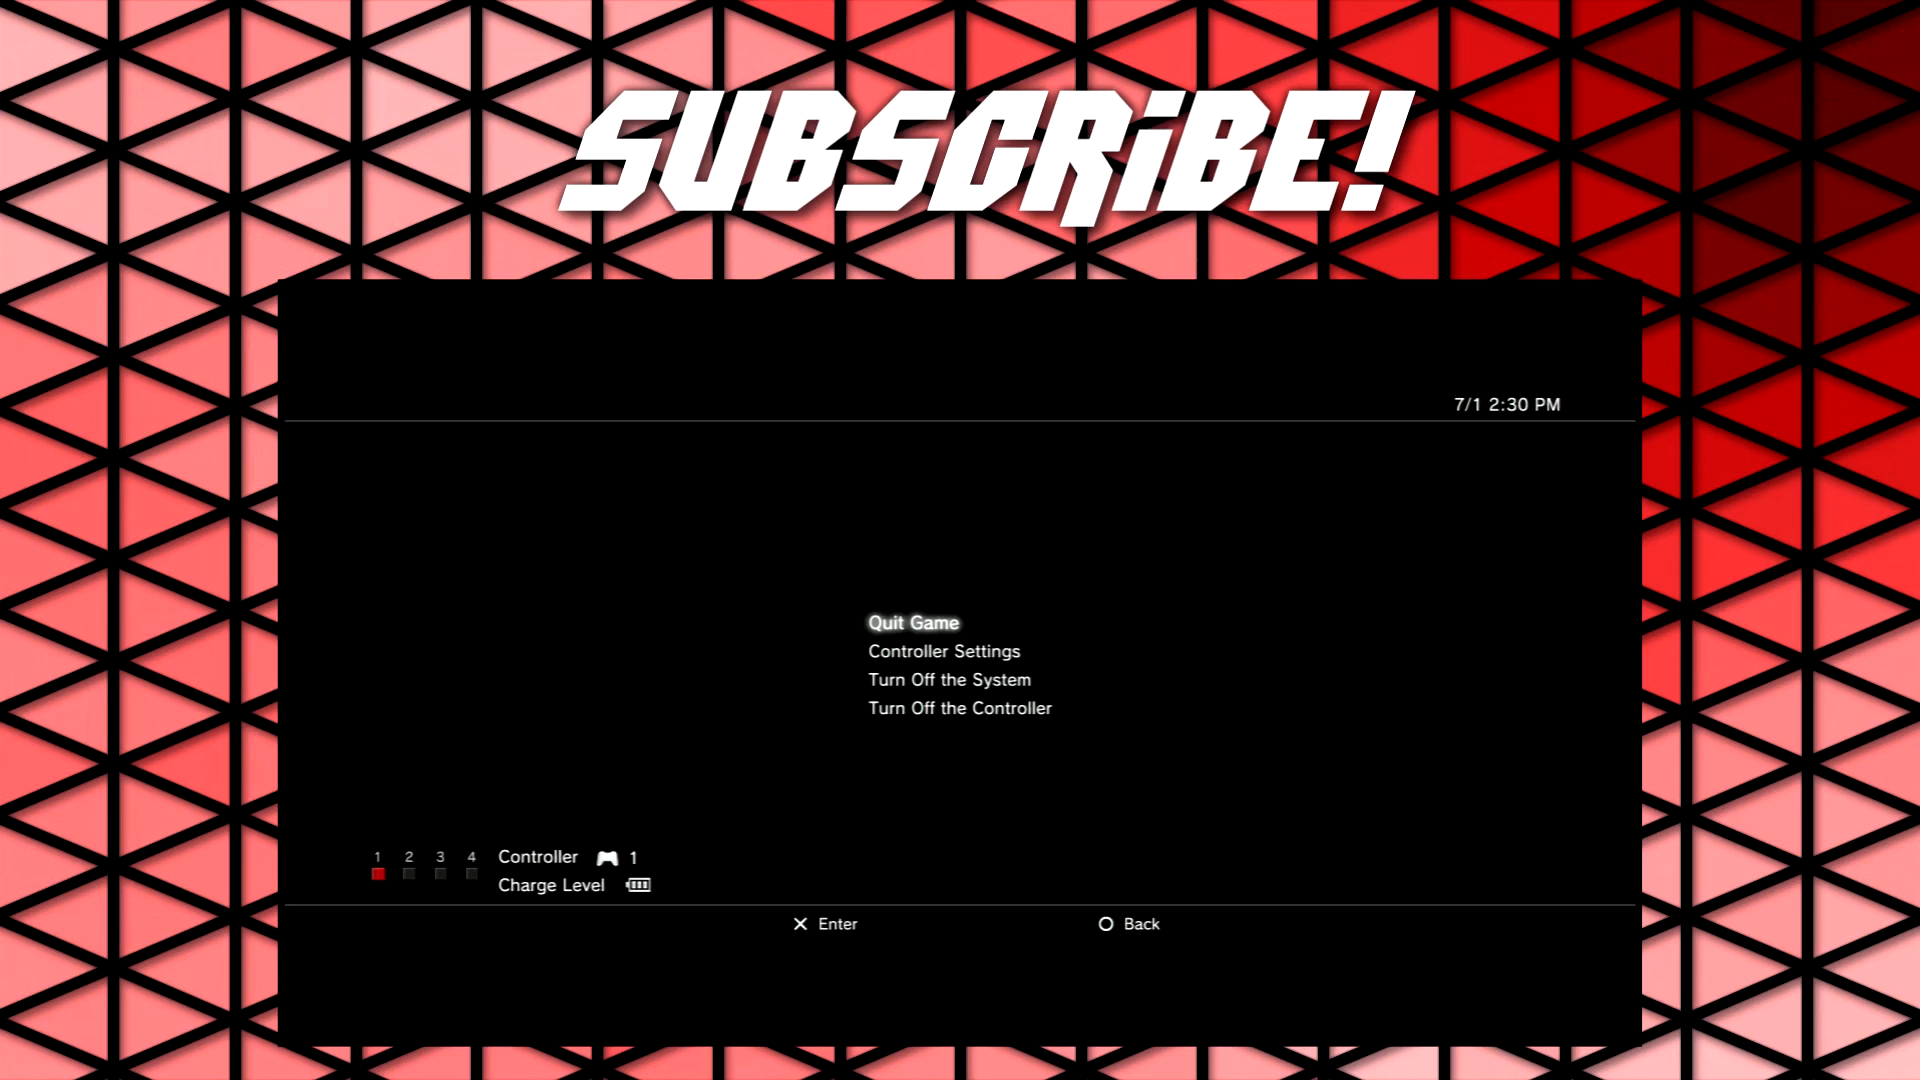 SUBSCRiBE!
7/1 2:30 PM
Quit Game
Controller Settings
Turn Off the System
Turn Off the Controller
1 2 3 4 Controller 1
Charge Level
Enter Back